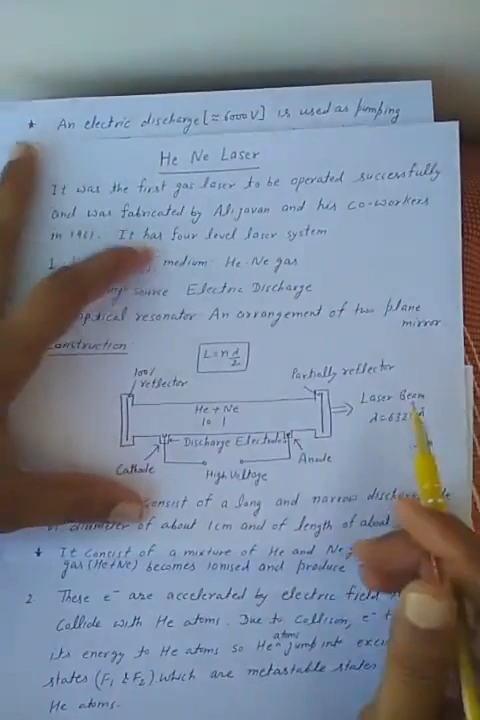 * An electric discharge [≈ 6000V] is used as pumping
He Ne Laser
It was the first gas laser to be operated successfully
and was fabricated by Ali javan and his co-workers
in 1961. It has four level laser system
medium: He-Ne gas
source Electric Discharge
optical resonator An arrangement of two plane
mirror
Construction
L = n λ/2
100%
reflector
Partially reflector
He + Ne
10 1
Laser Beam
λ = 632
Discharge Electrodes
Cathode
Anode
High Voltage
Consist of a long and narrow discharge
of diameter of about 1cm and of length of about
* It consist of a mixture of He and Ne
gas (He+Ne) becomes ionised and produce
2. These e⁻ are accelerated by electric field
Collide with He atoms. Due to collison, e⁻
its energy to He atoms so He atoms jump into
states (F₁ & F₂). which are metastable states
He atoms.